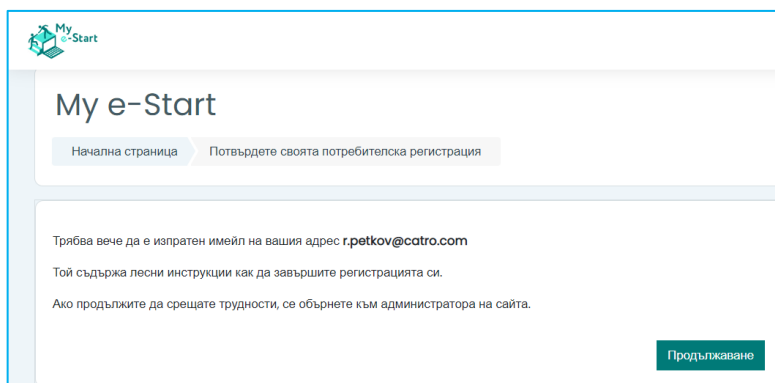 My
e-Start
My e-Start
Начална страница
Потвърдете своята потребителска регистрация
Трябва вече да е изпратен имейл на вашия адрес r.petkov@catro.com
Той съдържа лесни инструкции как да завършите регистрацията си.
Ако продължите да срещате трудности, се обърнете към администратора на сайта.
Продължаване